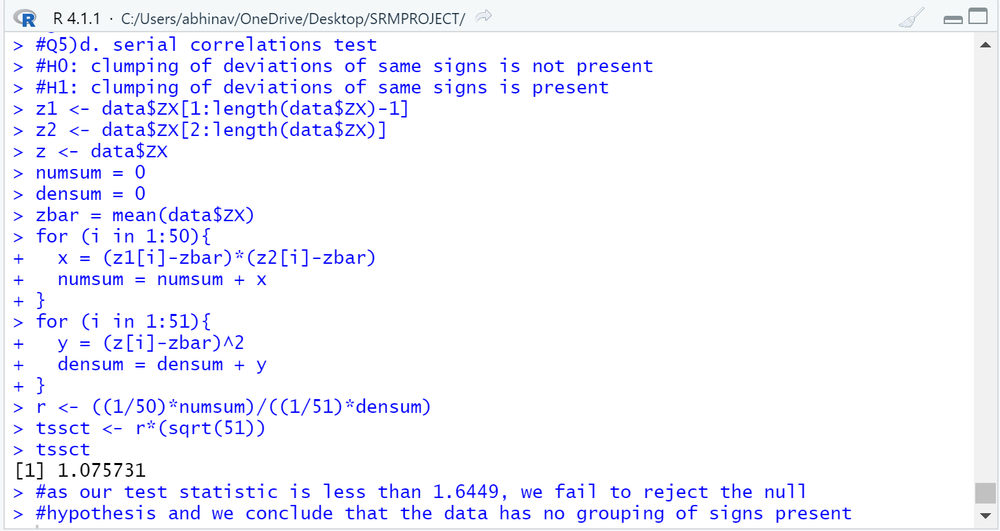 R 4.1.1 · C:/Users/abhinav/OneDrive/Desktop/SRMPROJECT/
> #Q5)d. serial correlations test
> #H0: clumping of deviations of same signs is not present
> #H1: clumping of deviations of same signs is present
> z1 <- data$ZX[1:length(data$ZX)-1]
> z2 <- data$ZX[2:length(data$ZX)]
> z <- data$ZX
> numsum = 0
> densum = 0
> zbar = mean(data$ZX)
> for (i in 1:50){
+   x = (z1[i]-zbar)*(z2[i]-zbar)
+   numsum = numsum + x
+ }
> for (i in 1:51){
+   y = (z[i]-zbar)^2
+   densum = densum + y
+ }
> r <- ((1/50)*numsum)/((1/51)*densum)
> tssct <- r*(sqrt(51))
> tssct
[1] 1.075731
> #as our test statistic is less than 1.6449, we fail to reject the null
> #hypothesis and we conclude that the data has no grouping of signs present